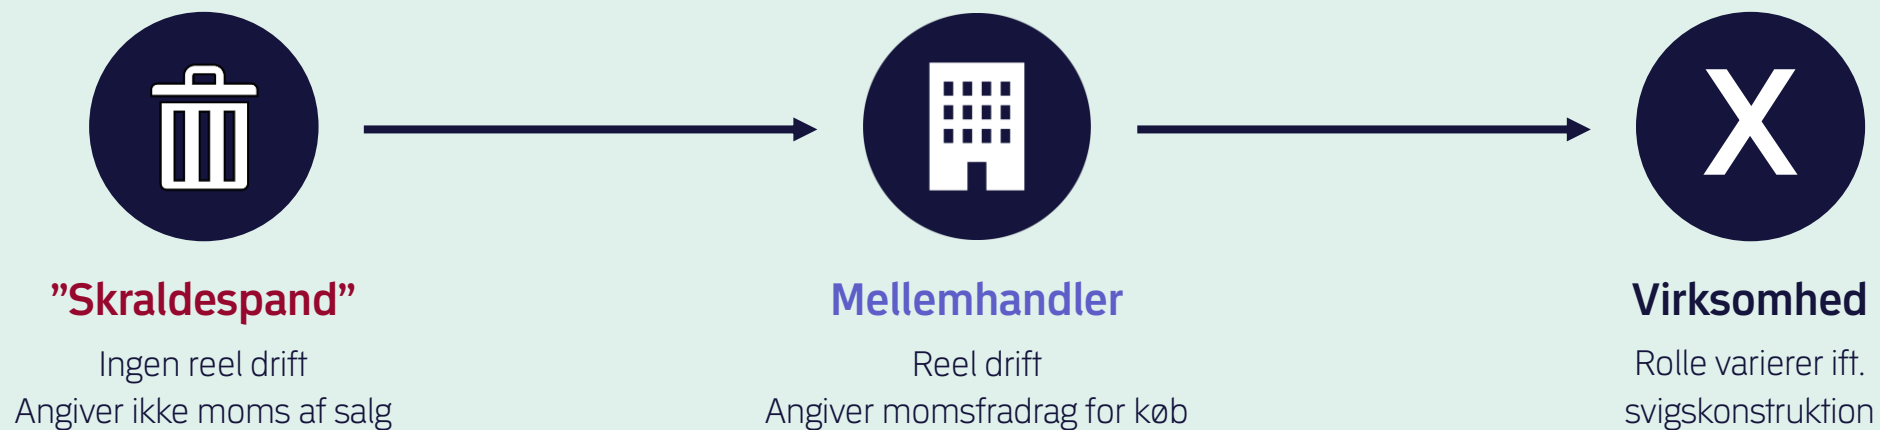 X
”Skraldespand”
Ingen reel drift
Angiver ikke moms af salg
Mellemhandler
Reel drift
Angiver momsfradrag for køb
Virksomhed
Rolle varierer ift.
svigskonstruktion